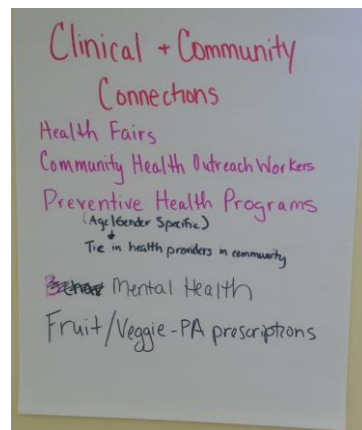 Clinical + Community
Connections
Health Fairs
Community Health Outreach Workers
Preventive Health Programs
(Age/Gender Specific)
Tie in health providers in community
Mental Health
Fruit/Veggie-PA prescriptions